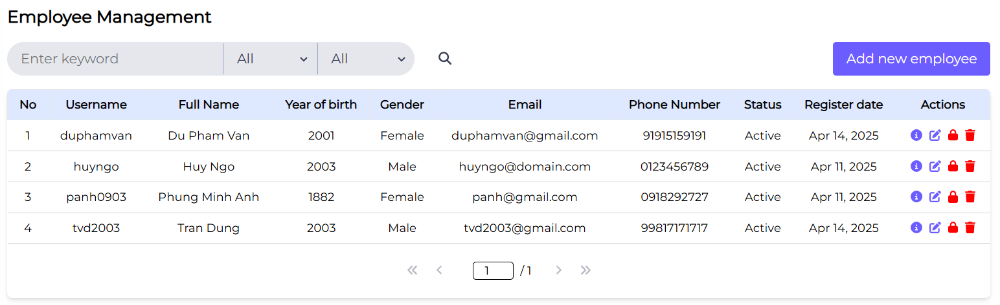 Employee Management
Enter keyword All All Add new employee
No Username Full Name Year of birth Gender Email Phone Number Status Register date Actions
1 duphamvan Du Pham Van 2001 Female duphamvan@gmail.com 91915159191 Active Apr 14, 2025
2 huyngo Huy Ngo 2003 Male huyngo@domain.com 0123456789 Active Apr 11, 2025
3 panh0903 Phung Minh Anh 1882 Female panh@gmail.com 0918292727 Active Apr 11, 2025
4 tvd2003 Tran Dung 2003 Male tvd2003@gmail.com 99817171717 Active Apr 14, 2025
1 / 1